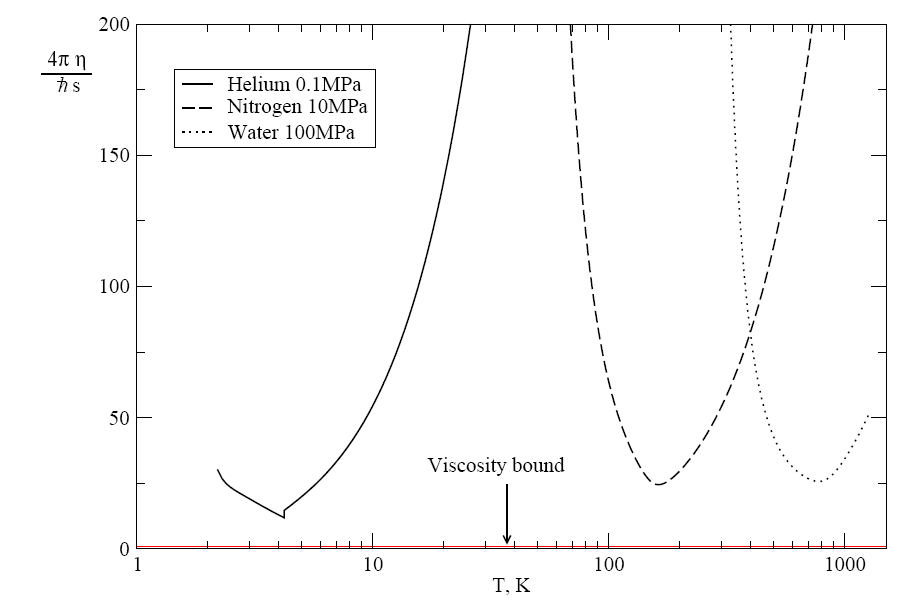 200
4π η
ℏ s
Helium 0.1MPa
Nitrogen 10MPa
Water 100MPa
150
100
50
Viscosity bound
0
1 10 100 1000
T, K